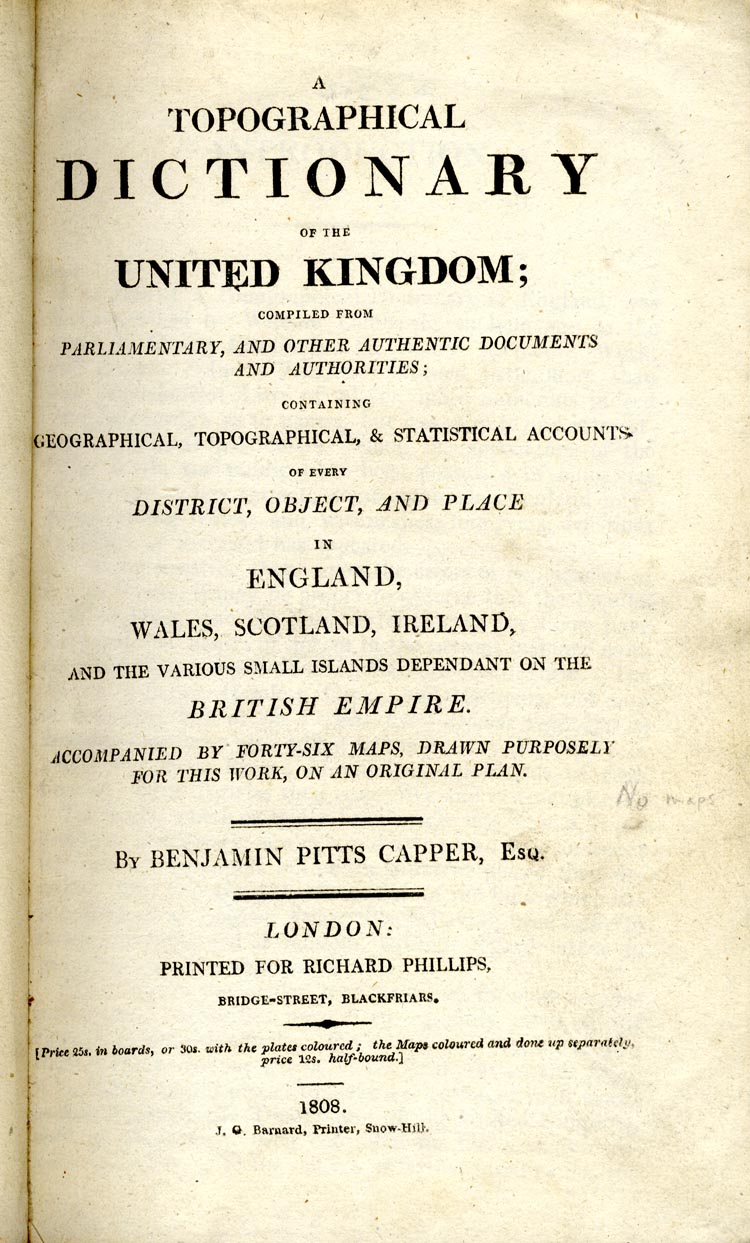 A
TOPOGRAPHICAL
DICTIONARY
OF THE
UNITED KINGDOM;
COMPILED FROM
PARLIAMENTARY, AND OTHER AUTHENTIC DOCUMENTS
AND AUTHORITIES;
CONTAINING
GEOGRAPHICAL, TOPOGRAPHICAL, & STATISTICAL ACCOUNTS
OF EVERY
DISTRICT, OBJECT, AND PLACE
IN
ENGLAND,
WALES, SCOTLAND, IRELAND,
AND THE VARIOUS SMALL ISLANDS DEPENDANT ON THE
BRITISH EMPIRE.
ACCOMPANIED BY FORTY-SIX MAPS, DRAWN PURPOSELY
FOR THIS WORK, ON AN ORIGINAL PLAN.
No maps
BY BENJAMIN PITTS CAPPER, ESQ.
LONDON:
PRINTED FOR RICHARD PHILLIPS,
BRIDGE-STREET, BLACKFRIARS.
[Price 25s. in boards, or 30s. with the plates coloured; the Maps coloured and done up separately,
price 12s. half-bound.]
1808.
J. G. Barnard, Printer, Snow-Hill.